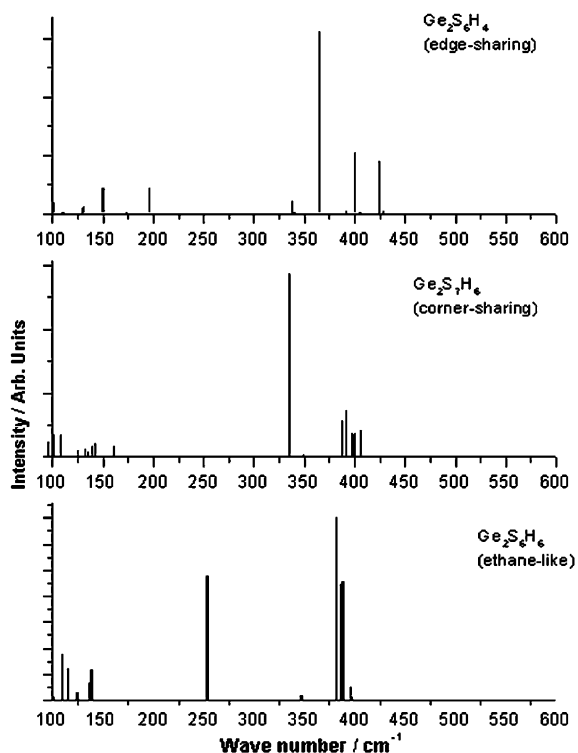 Ge₂S₆H₄
(edge-sharing)
100 150 200 250 300 350 400 450 500 550 600
Ge₂S₇H₆
(corner-sharing)
100 150 200 250 300 350 400 450 500 550 600
Ge₂S₆H₆
(ethane-like)
100 150 200 250 300 350 400 450 500 550 600
Intensity / Arb. Units
Wave number / cm⁻¹